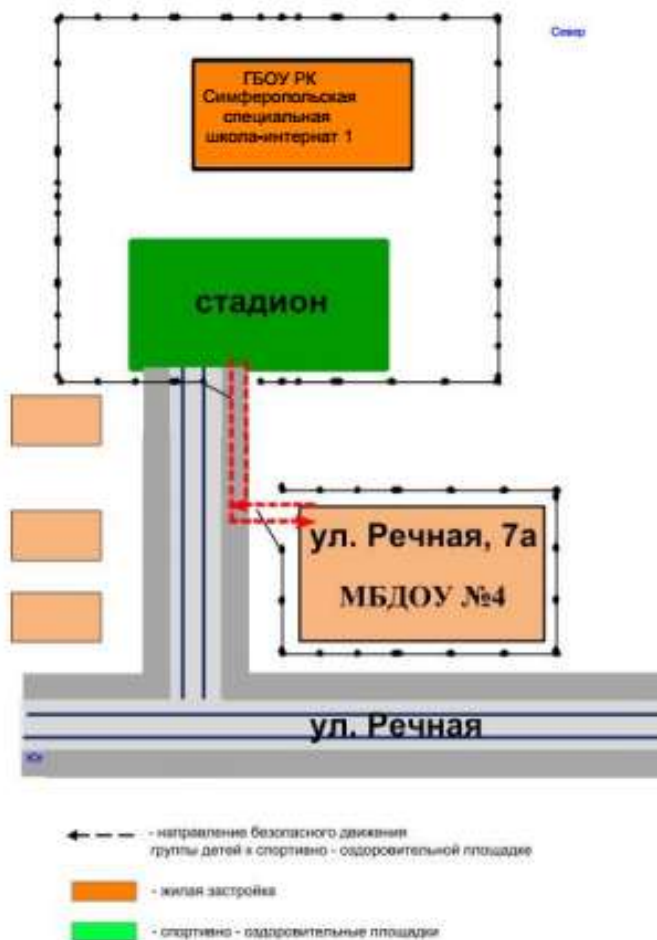 Север
ГБОУ РК
Симферопольская
специальная
школа-интернат 1
стадион
ул. Речная, 7а
МБДОУ №4
ул. Речная
Юг
- направление безопасного движения
группы детей к спортивно - оздоровительной площадке
- жилая застройка
- спортивно - оздоровительные площадки